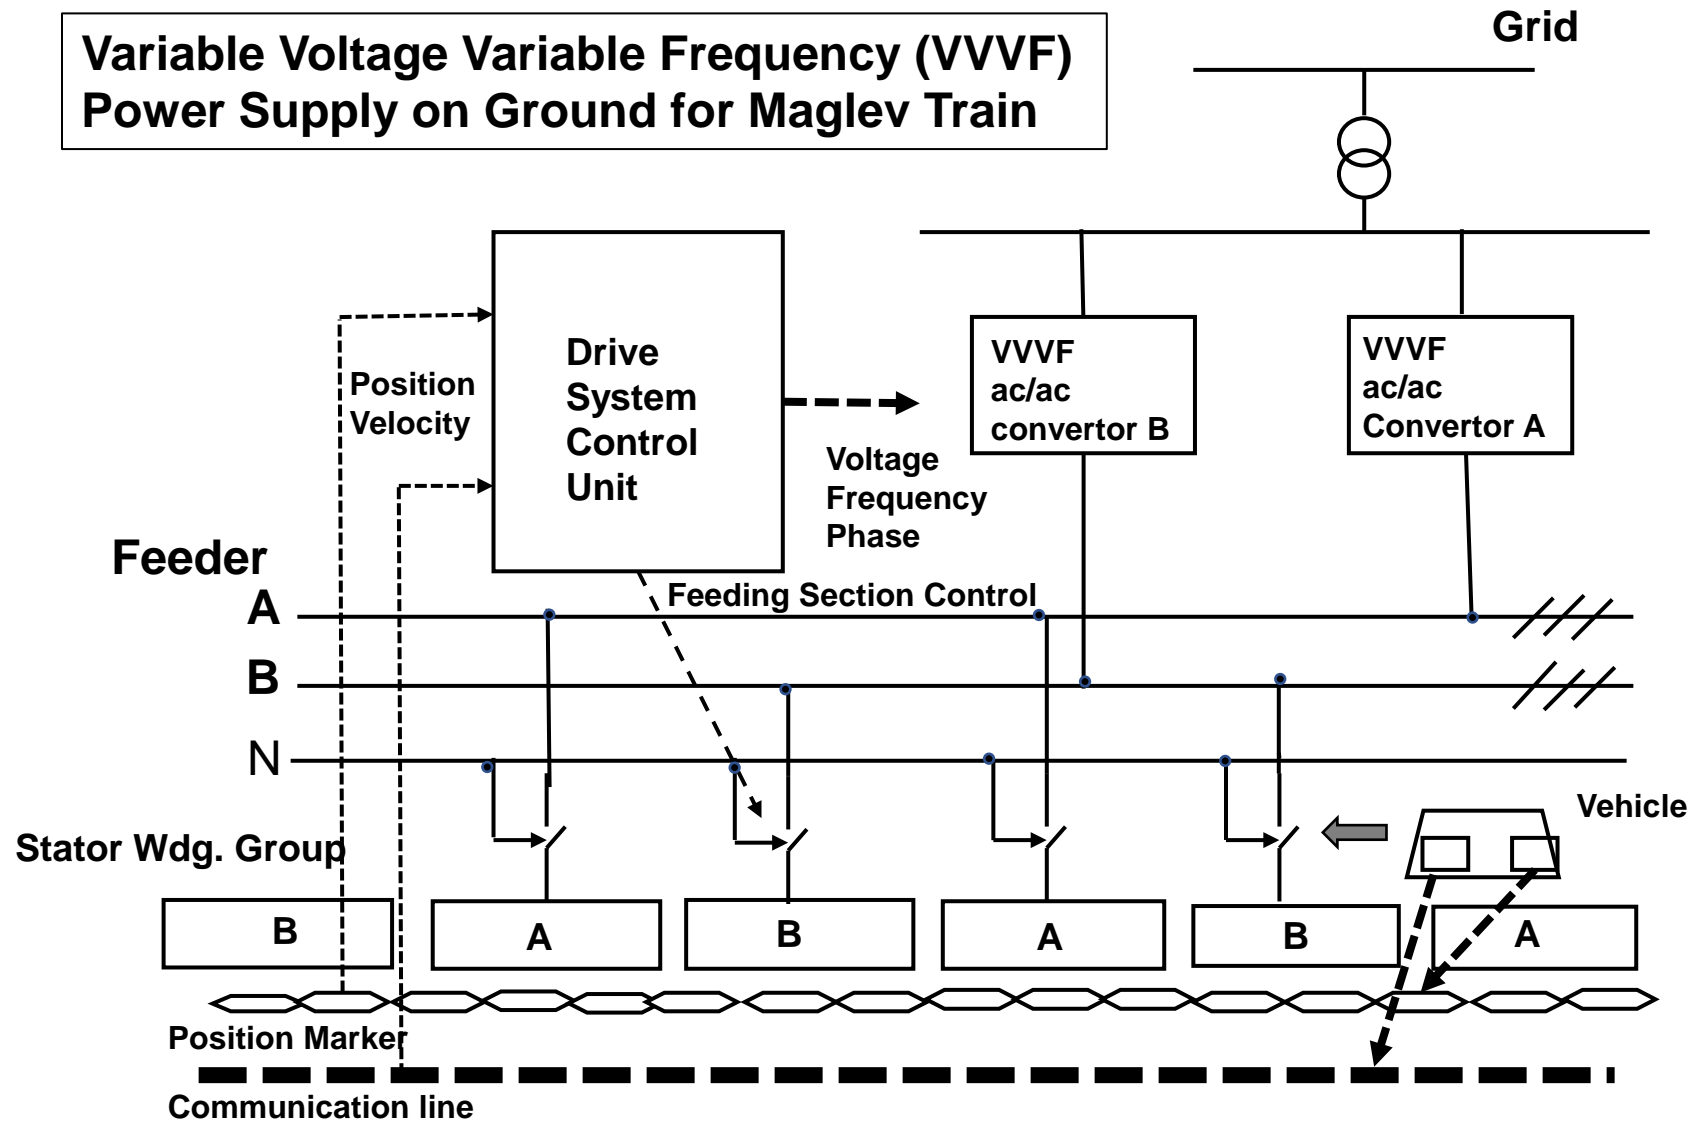 Variable Voltage Variable Frequency (VVVF)
Power Supply on Ground for Maglev Train
Grid
Drive
System
Control
Unit
Position
Velocity
VVVF
ac/ac
convertor B
VVVF
ac/ac
Convertor A
Voltage
Frequency
Phase
Feeder
Feeding Section Control
A
B
N
Vehicle
Stator Wdg. Group
B
A
B
A
B
A
Position Marker
Communication line